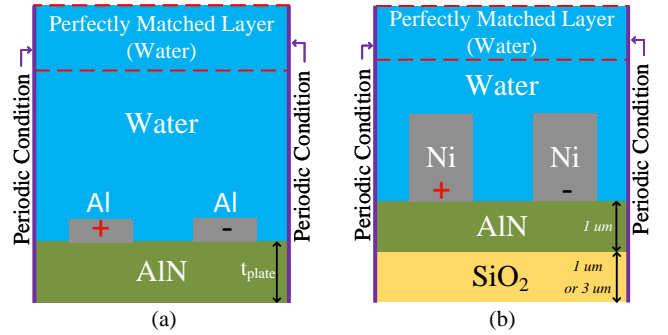 Perfectly Matched Layer
(Water)
Periodic Condition
Water
Al
Al
+
-
AlN
tplate
Periodic Condition
(a)
Perfectly Matched Layer
(Water)
Periodic Condition
Water
Ni
Ni
+
-
AlN
1 um
SiO2
1 um
or 3 um
Periodic Condition
(b)